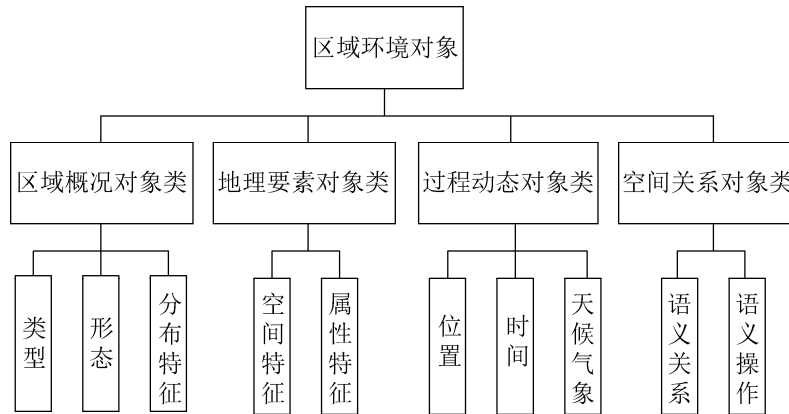 区域环境对象
区域概况对象类
地理要素对象类
过程动态对象类
空间关系对象类
类型
形态
分布特征
空间特征
属性特征
位置
时间
天候气象
语义关系
语义操作